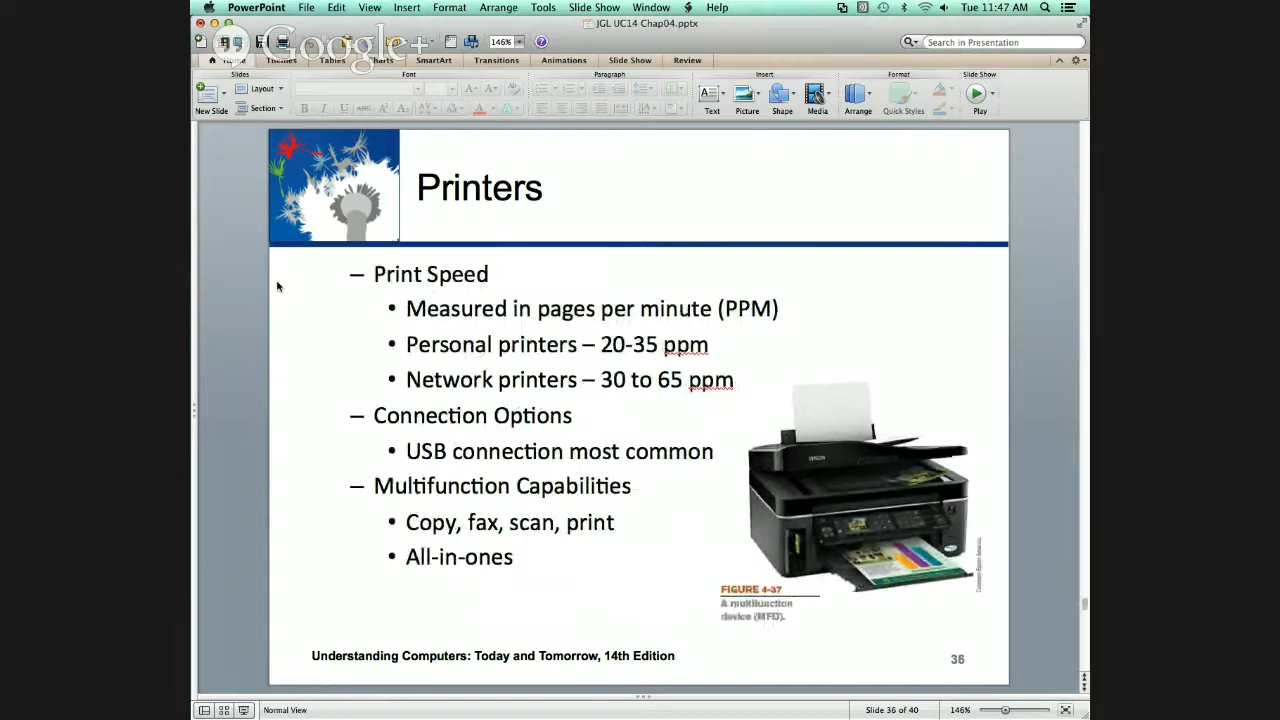 PowerPoint File Edit View Insert Format Arrange Tools Slide Show Window Help Tue 11:47 AM
JGL UC14 Chap04.pptx
Google+
146% Search in Presentation
Home Themes Tables Charts SmartArt Transitions Animations Slide Show Review
Slides Font Paragraph Insert Format Slide Show
Layout
Section
New Slide Text Picture Shape Media Arrange Quick Styles Play
Printers
– Print Speed
• Measured in pages per minute (PPM)
• Personal printers – 20-35 ppm
• Network printers – 30 to 65 ppm
– Connection Options
• USB connection most common
– Multifunction Capabilities
• Copy, fax, scan, print
• All-in-ones
EPSON
FIGURE 4-37
A multifunction
device (MFD).
Understanding Computers: Today and Tomorrow, 14th Edition
36
Normal View Slide 36 of 40 146%